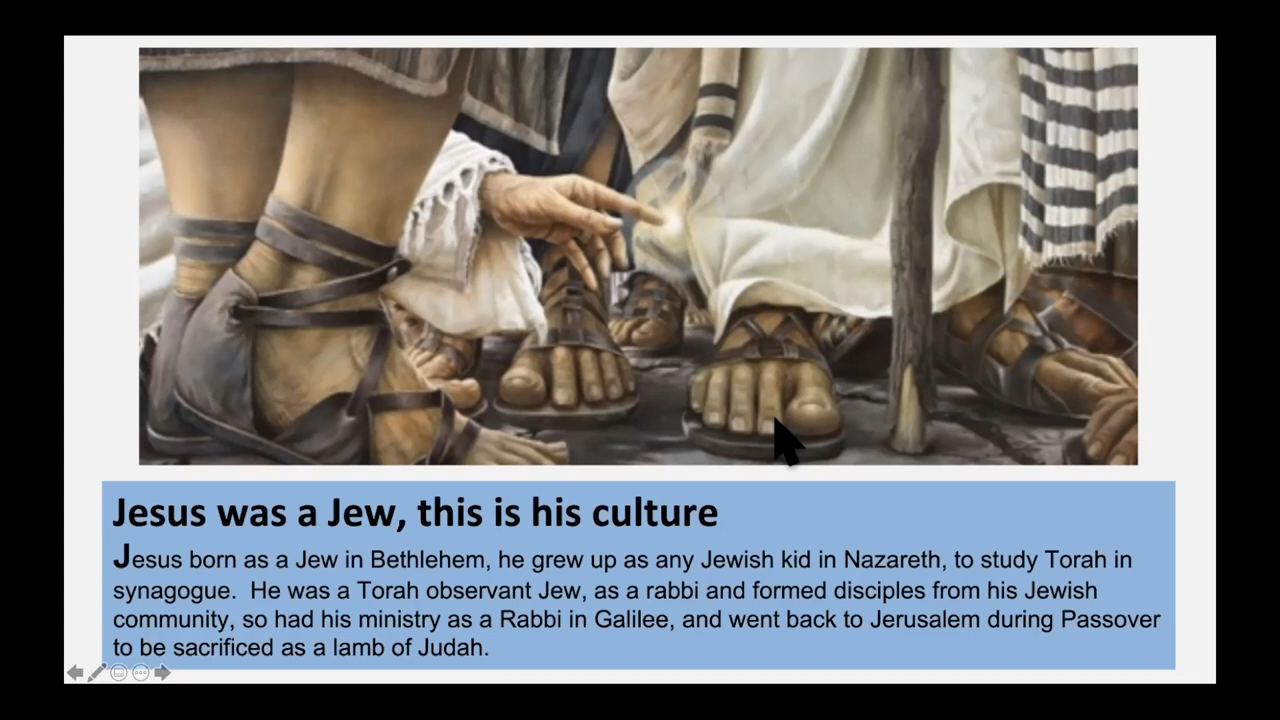 Jesus was a Jew, this is his culture
Jesus born as a Jew in Bethlehem, he grew up as any Jewish kid in Nazareth, to study Torah in
synagogue.  He was a Torah observant Jew, as a rabbi and formed disciples from his Jewish
community, so had his ministry as a Rabbi in Galilee, and went back to Jerusalem during Passover
to be sacrificed as a lamb of Judah.